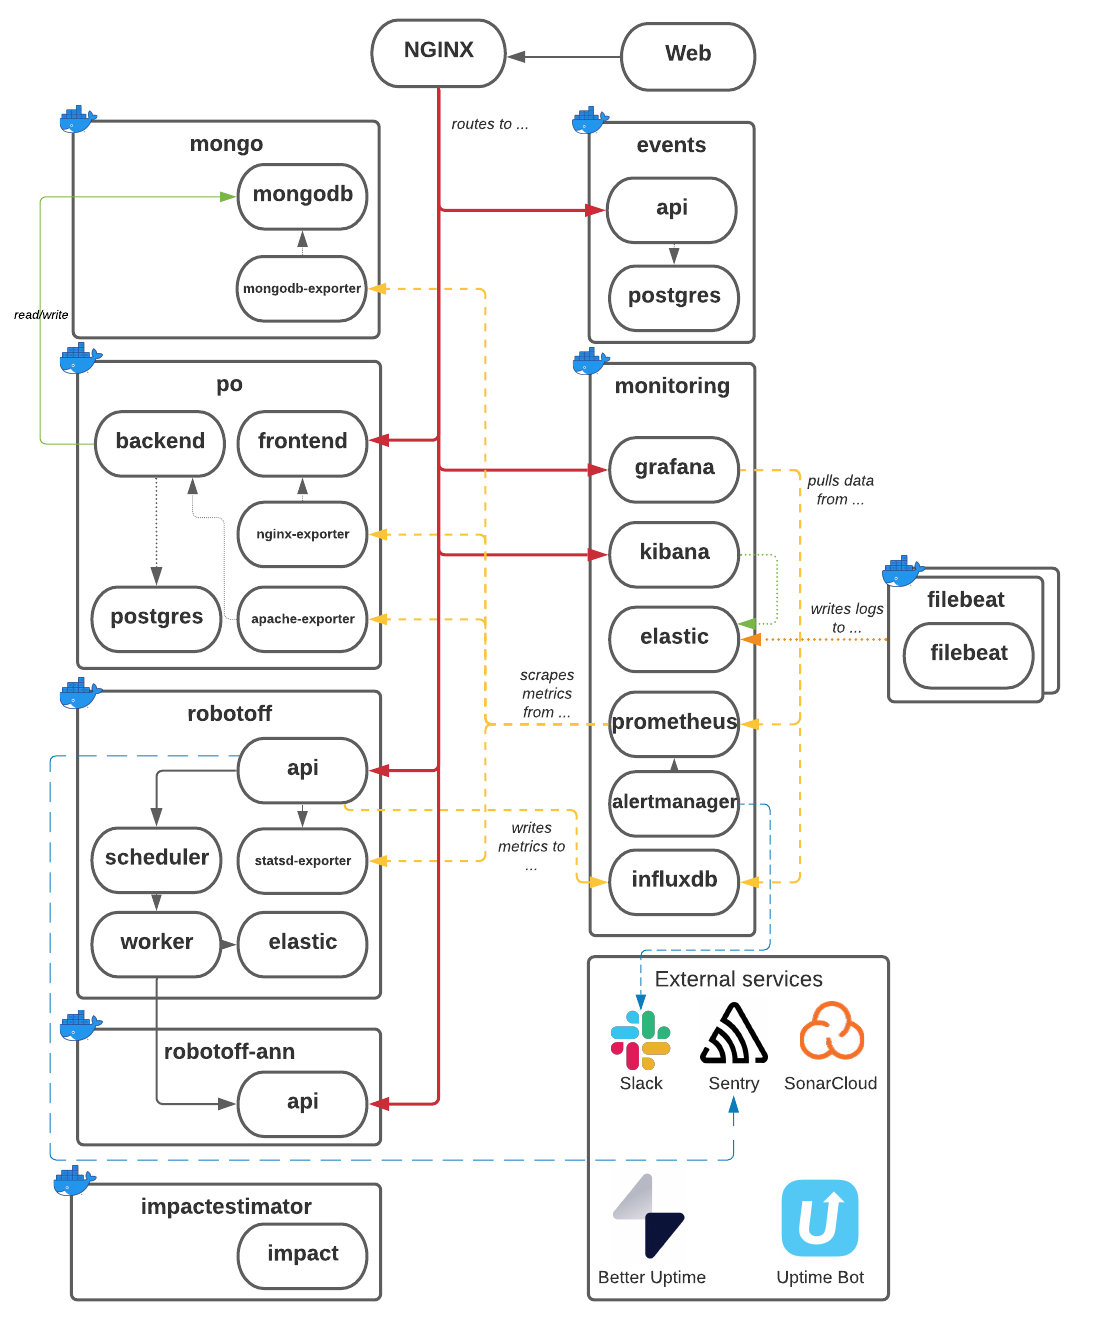 NGINX
Web
routes to ...
mongo
mongodb
mongodb-exporter
read/write
events
api
postgres
po
backend
frontend
nginx-exporter
postgres
apache-exporter
monitoring
grafana
kibana
elastic
prometheus
alertmanager
influxdb
pulls data
from ...
writes logs
to ...
filebeat
filebeat
scrapes
metrics
from ...
robotoff
api
scheduler
statsd-exporter
worker
elastic
writes
metrics to
...
robotoff-ann
api
impactestimator
impact
External services
Slack
Sentry
SonarCloud
Better Uptime
Uptime Bot